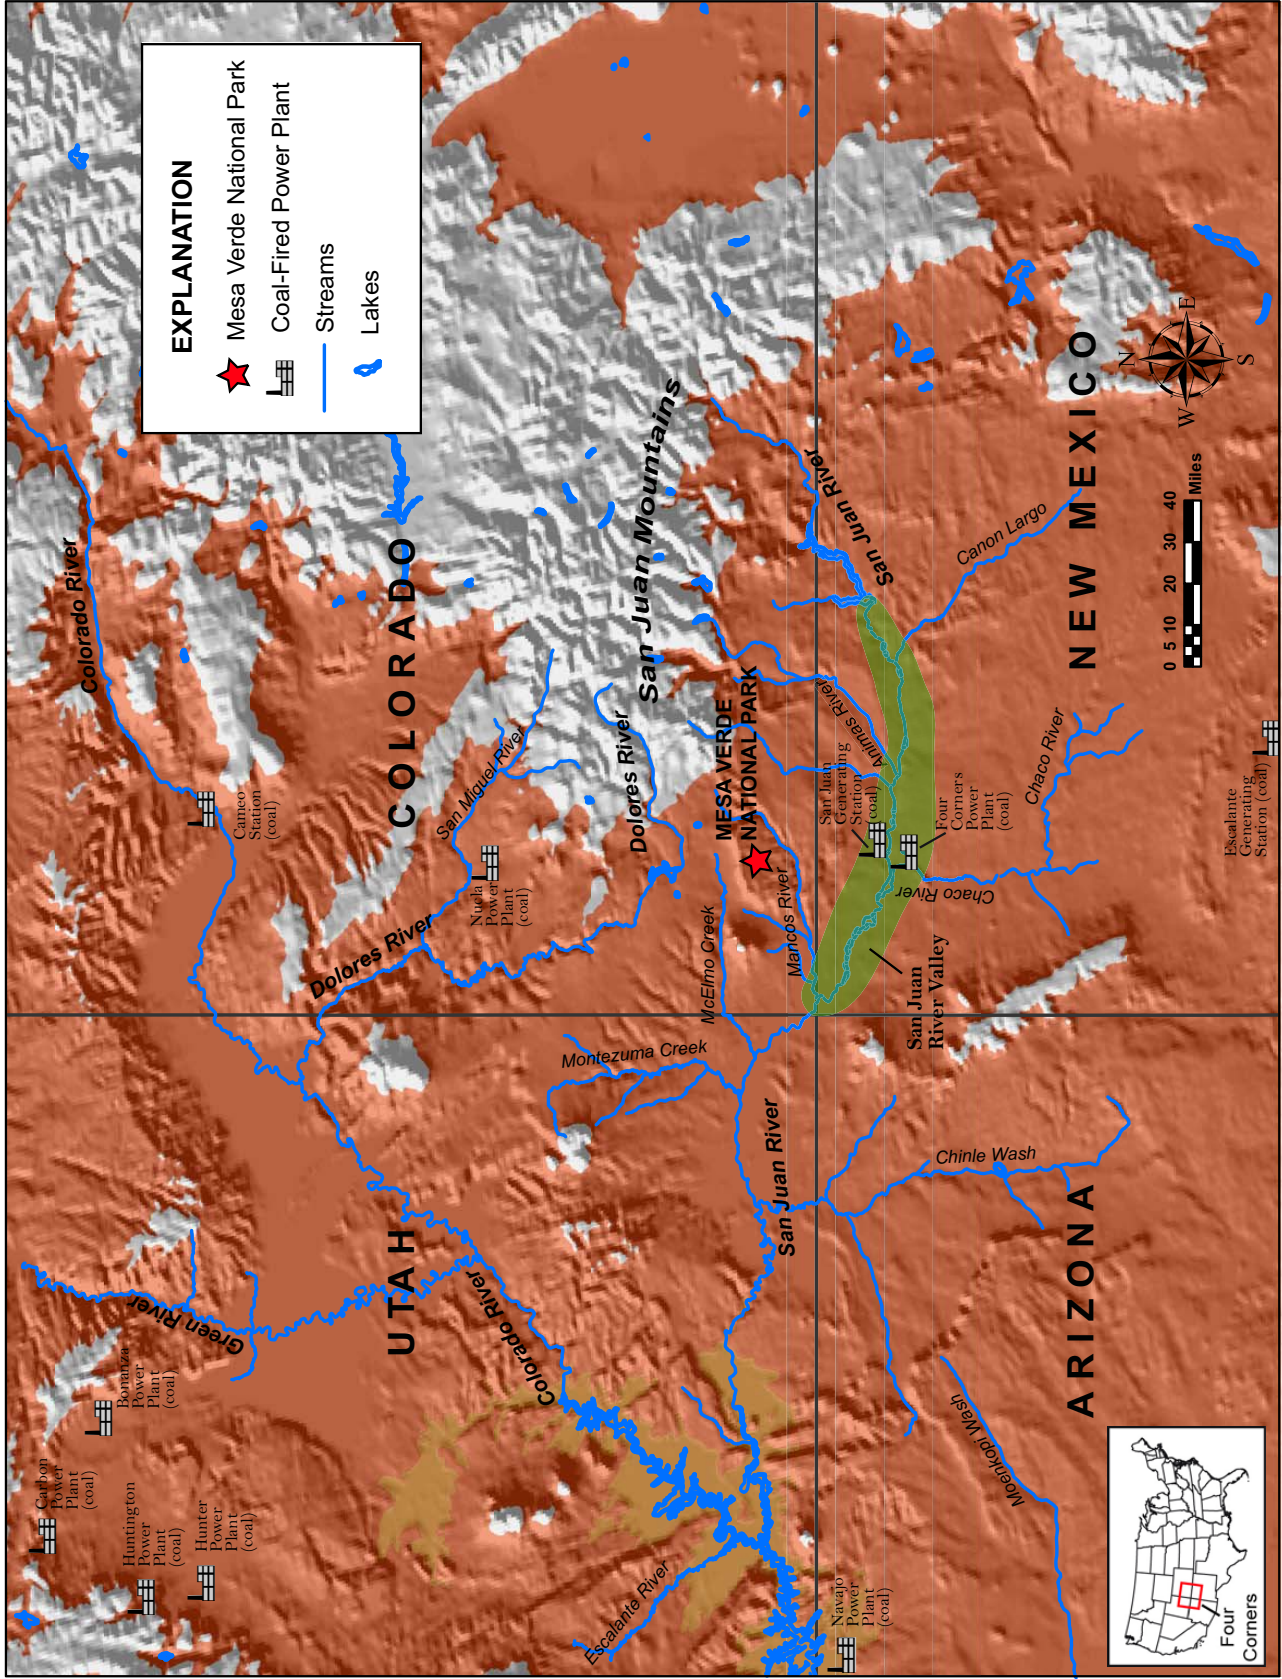 EXPLANATION
Mesa Verde National Park
Coal-Fired Power Plant
Streams
Lakes
Colorado River
Cameo
Station
(coal)
COLORADO
San Miguel River
Nucla
Power
Plant
(coal)
Dolores River
Dolores River
San Juan Mountains
MESA VERDE
NATIONAL PARK
McElmo Creek
Mancos River
Animas River
San Juan River
San Juan
Generating
Station
(coal)
Four
Corners
Power
Plant
(coal)
Canon Largo
Chaco River
Chaco River
San Juan
River Valley
NEW MEXICO
N
E
S
W
0 5 10 20 30 40
Miles
Escalante
Generating
Station (coal)
Green River
Bonanza
Power
Plant
(coal)
Carbon
Power
Plant
(coal)
Huntington
Power
Plant
(coal)
Hunter
Power
Plant
(coal)
UTAH
Colorado River
Montezuma Creek
San Juan River
Escalante River
Navajo
Power
Plant
(coal)
Chinle Wash
Moenkopi Wash
ARIZONA
Four
Corners